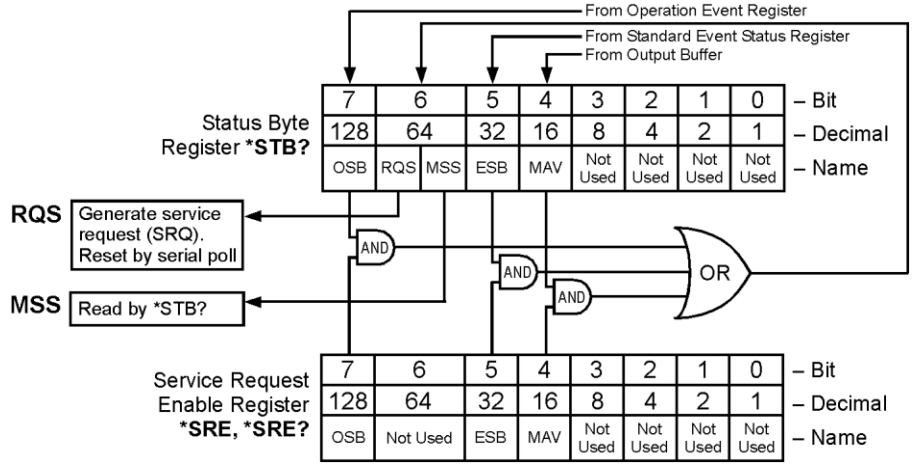 From Operation Event Register
From Standard Event Status Register
From Output Buffer
7 6 5 4 3 2 1 0 – Bit
Status Byte
Register *STB?
128 64 32 16 8 4 2 1 – Decimal
OSB RQS MSS ESB MAV Not Used Not Used Not Used Not Used – Name
RQS
Generate service
request (SRQ).
Reset by serial poll
AND
AND
AND
OR
MSS
Read by *STB?
7 6 5 4 3 2 1 0 – Bit
Service Request
Enable Register
*SRE, *SRE?
128 64 32 16 8 4 2 1 – Decimal
OSB Not Used ESB MAV Not Used Not Used Not Used Not Used – Name